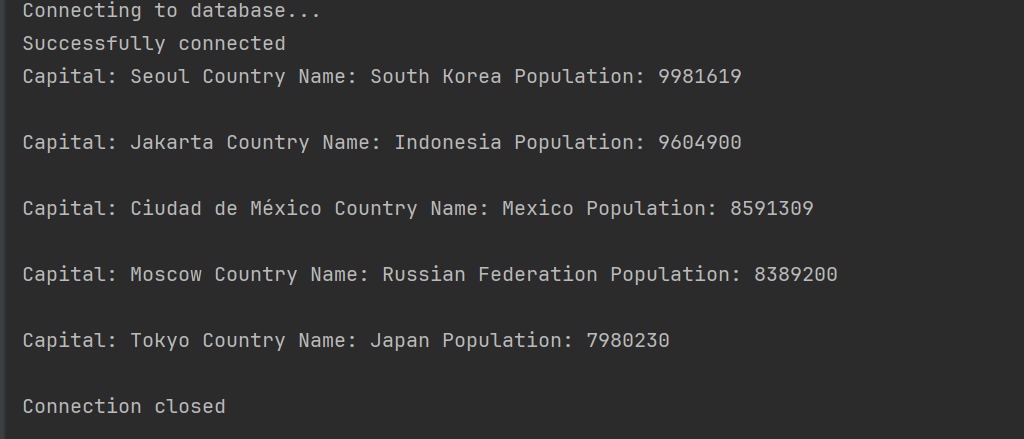 Connecting to database...
Successfully connected
Capital: Seoul Country Name: South Korea Population: 9981619
Capital: Jakarta Country Name: Indonesia Population: 9604900
Capital: Ciudad de México Country Name: Mexico Population: 8591309
Capital: Moscow Country Name: Russian Federation Population: 8389200
Capital: Tokyo Country Name: Japan Population: 7980230
Connection closed